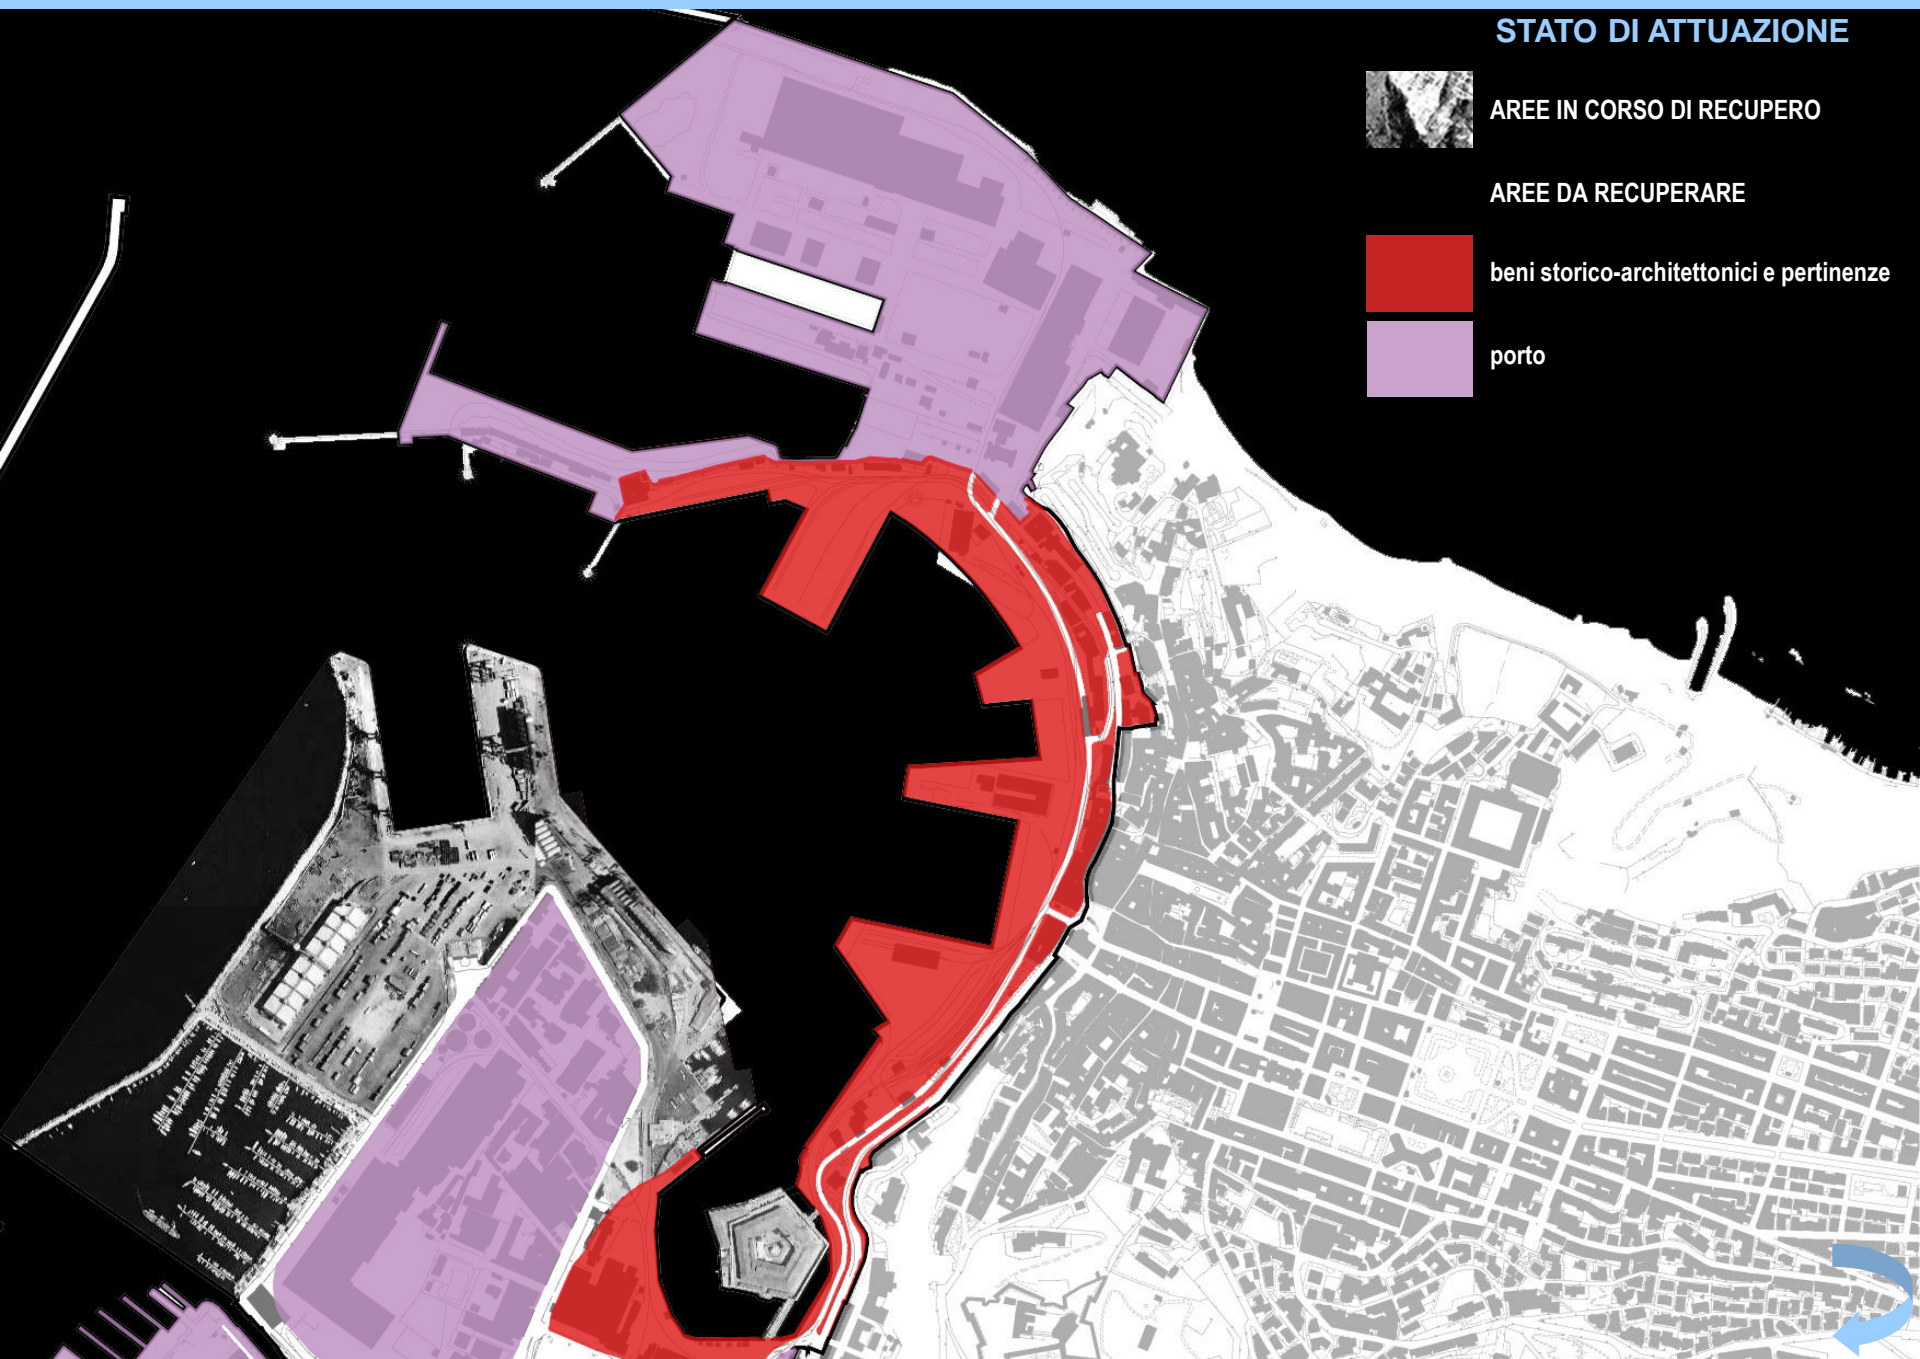 STATO DI ATTUAZIONE
AREE IN CORSO DI RECUPERO
AREE DA RECUPERARE
beni storico-architettonici e pertinenze
porto